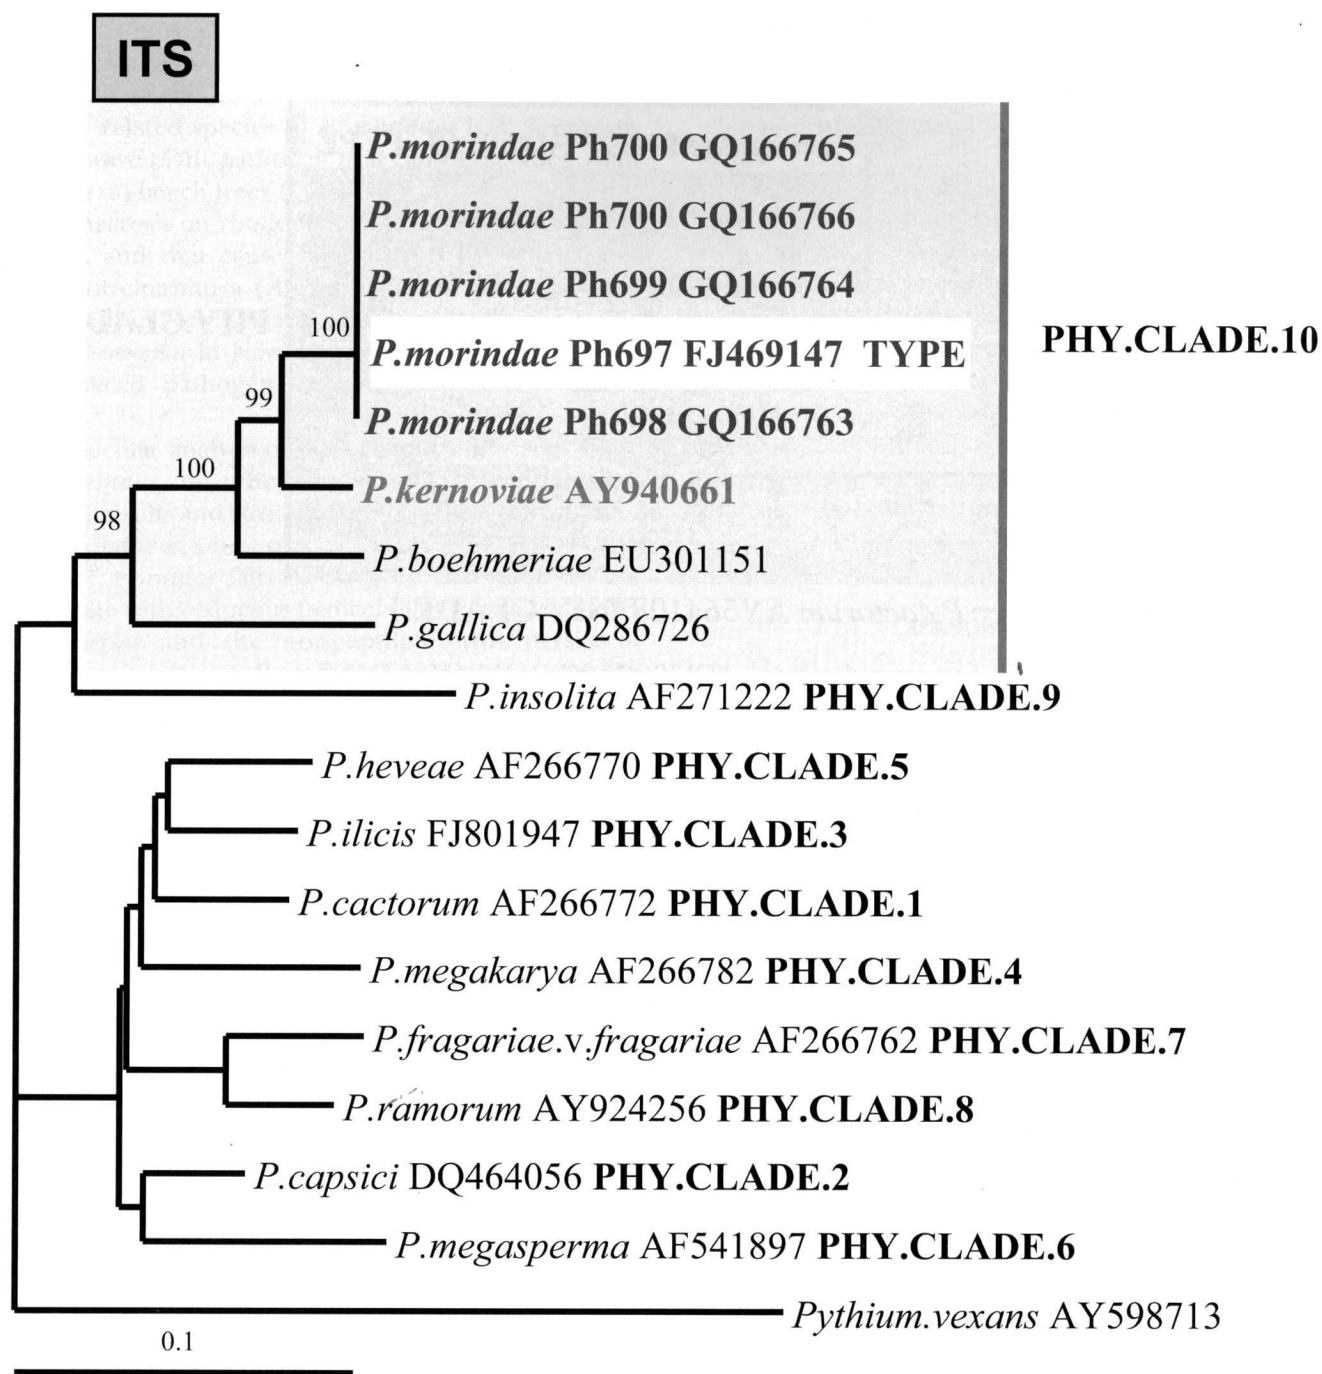 ITS
P.morindae Ph700 GQ166765
P.morindae Ph700 GQ166766
P.morindae Ph699 GQ166764
100
PHY.CLADE.10
P.morindae Ph697 FJ469147 TYPE
99
P.morindae Ph698 GQ166763
100
P.kernoviae AY940661
98
P.boehmeriae EU301151
P.gallica DQ286726
P.insolita AF271222 PHY.CLADE.9
P.heveae AF266770 PHY.CLADE.5
P.ilicis FJ801947 PHY.CLADE.3
P.cactorum AF266772 PHY.CLADE.1
P.megakarya AF266782 PHY.CLADE.4
P.fragariae.v.fragariae AF266762 PHY.CLADE.7
P.ramorum AY924256 PHY.CLADE.8
P.capsici DQ464056 PHY.CLADE.2
P.megasperma AF541897 PHY.CLADE.6
Pythium.vexans AY598713
0.1